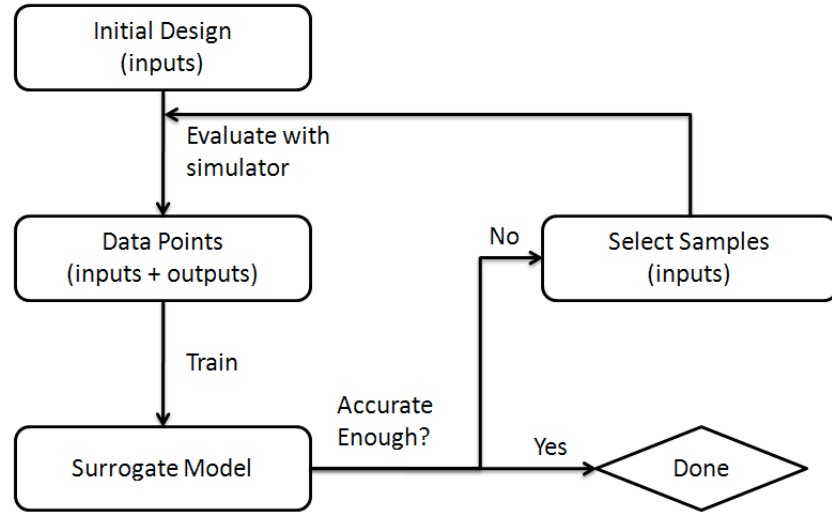 Initial Design
(inputs)
Evaluate with
simulator
Data Points
(inputs + outputs)
No
Select Samples
(inputs)
Train
Accurate
Enough?
Surrogate Model
Yes
Done